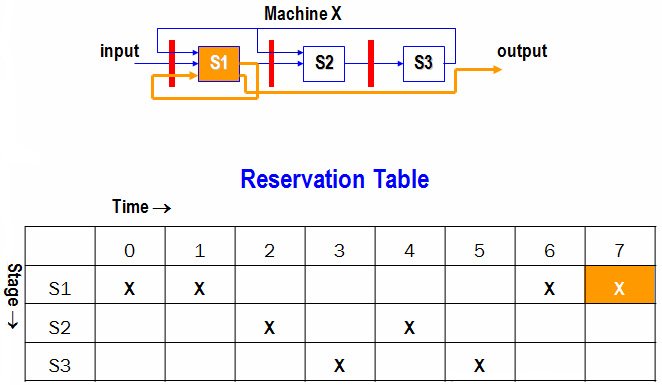 Machine X
input S1 S2 S3 output
Reservation Table
Time →
0 1 2 3 4 5 6 7
Stage →
S1 X X X X
S2 X X
S3 X X